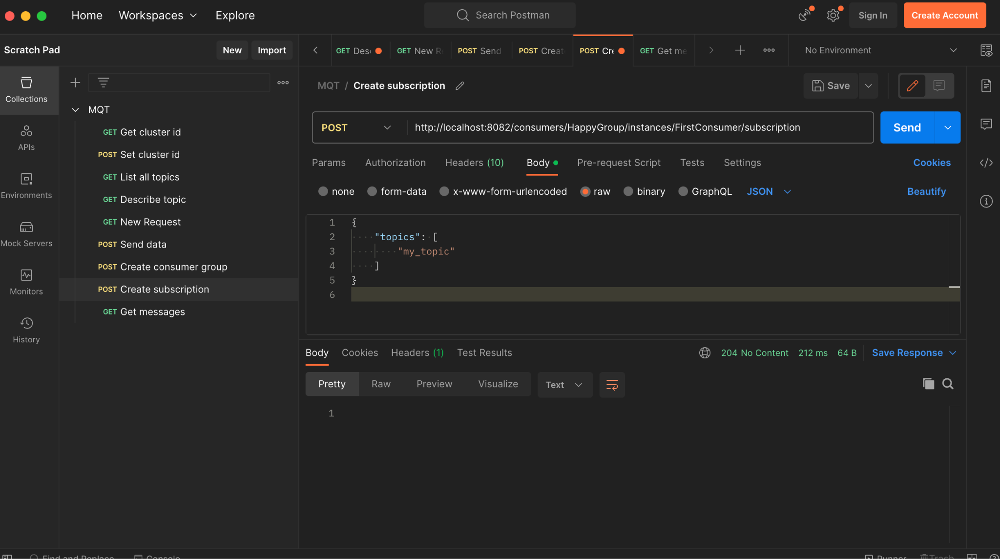 Home Workspaces Explore Search Postman Sign In Create Account
Scratch Pad New Import GET Des GET New R POST Send POST Creat POST Cre GET Get me No Environment
Collections
APIs
Environments
Mock Servers
Monitors
History
MQT
GET Get cluster id
POST Set cluster id
GET List all topics
GET Describe topic
GET New Request
POST Send data
POST Create consumer group
POST Create subscription
GET Get messages
MQT / Create subscription Save
POST http://localhost:8082/consumers/HappyGroup/instances/FirstConsumer/subscription Send
Params Authorization Headers (10) Body Pre-request Script Tests Settings Cookies
none form-data x-www-form-urlencoded raw binary GraphQL JSON Beautify
1 {
2 "topics": [
3 "my_topic"
4 ]
5 }
6
Body Cookies Headers (1) Test Results 204 No Content 212 ms 64 B Save Response
Pretty Raw Preview Visualize Text
1
Find and Replace Console Runner Trash